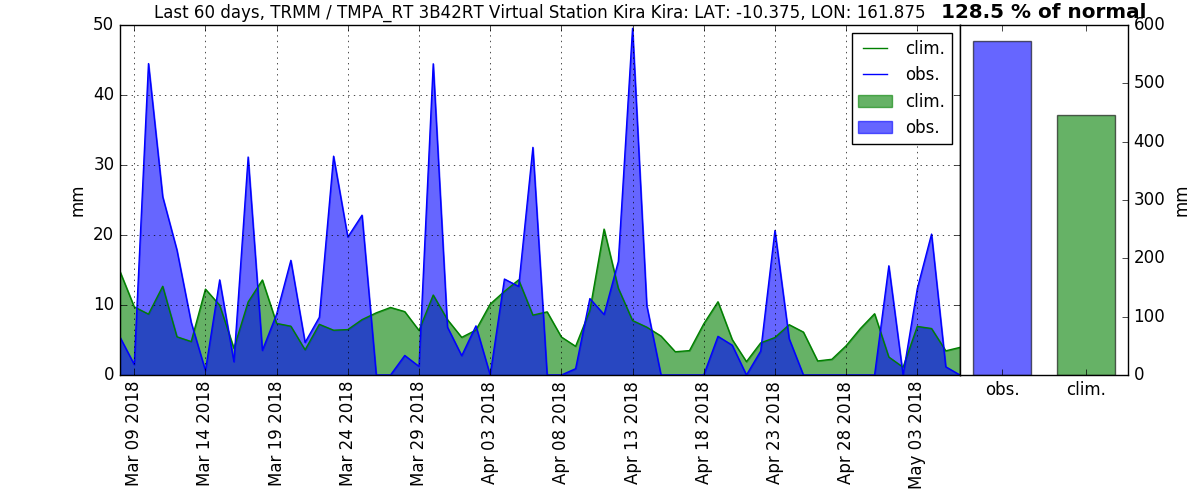 Last 60 days, TRMM / TMPA_RT 3B42RT Virtual Station Kira Kira: LAT: -10.375, LON: 161.875
128.5 % of normal
50
40
30
20
10
0
mm
clim.
obs.
clim.
obs.
Mar 09 2018
Mar 14 2018
Mar 19 2018
Mar 24 2018
Mar 29 2018
Apr 03 2018
Apr 08 2018
Apr 13 2018
Apr 18 2018
Apr 23 2018
Apr 28 2018
May 03 2018
600
500
400
300
200
100
0
mm
obs.
clim.